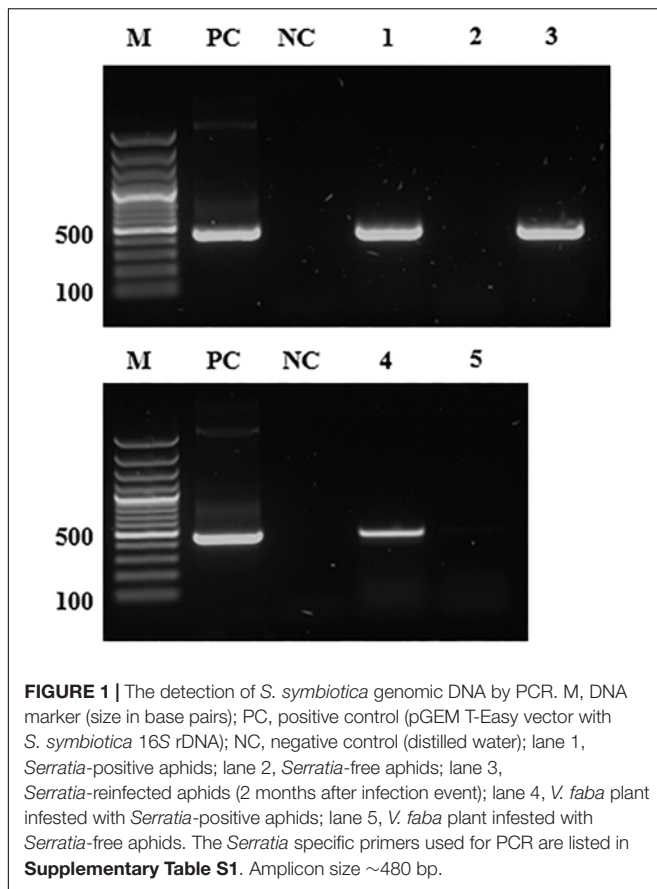 M PC NC 1 2 3
500
100
M PC NC 4 5
500
100
FIGURE 1 | The detection of S. symbiotica genomic DNA by PCR. M, DNA
marker (size in base pairs); PC, positive control (pGEM T-Easy vector with
S. symbiotica 16S rDNA); NC, negative control (distilled water); lane 1,
Serratia-positive aphids; lane 2, Serratia-free aphids; lane 3,
Serratia-reinfected aphids (2 months after infection event); lane 4, V. faba plant
infested with Serratia-positive aphids; lane 5, V. faba plant infested with
Serratia-free aphids. The Serratia specific primers used for PCR are listed in
Supplementary Table S1. Amplicon size ~480 bp.